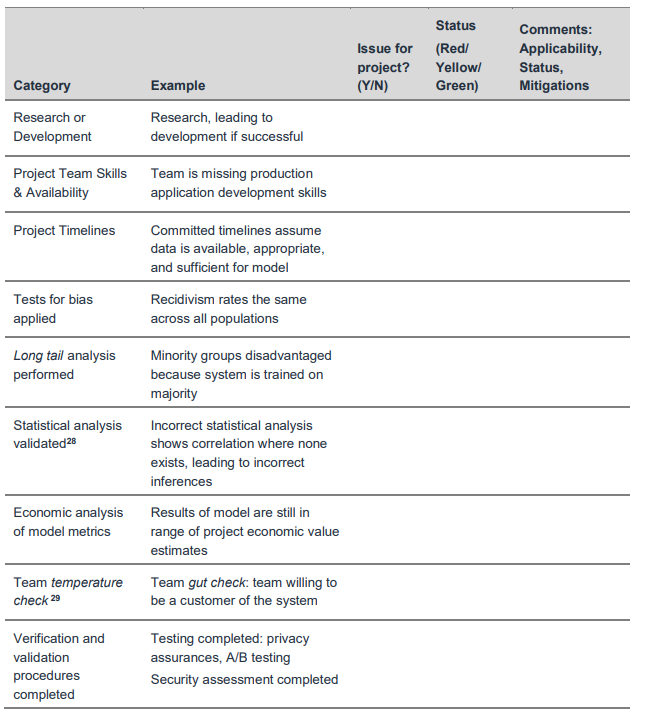 Category
Example
Issue for
project?
(Y/N)
Status
(Red/
Yellow/
Green)
Comments:
Applicability,
Status,
Mitigations
Research or
Development
Research, leading to
development if successful
Project Team Skills
& Availability
Team is missing production
application development skills
Project Timelines
Committed timelines assume
data is available, appropriate,
and sufficient for model
Tests for bias
applied
Recidivism rates the same
across all populations
Long tail analysis
performed
Minority groups disadvantaged
because system is trained on
majority
Statistical analysis
validated28
Incorrect statistical analysis
shows correlation where none
exists, leading to incorrect
inferences
Economic analysis
of model metrics
Results of model are still in
range of project economic value
estimates
Team temperature
check 29
Team gut check: team willing to
be a customer of the system
Verification and
validation
procedures
completed
Testing completed: privacy
assurances, A/B testing
Security assessment completed